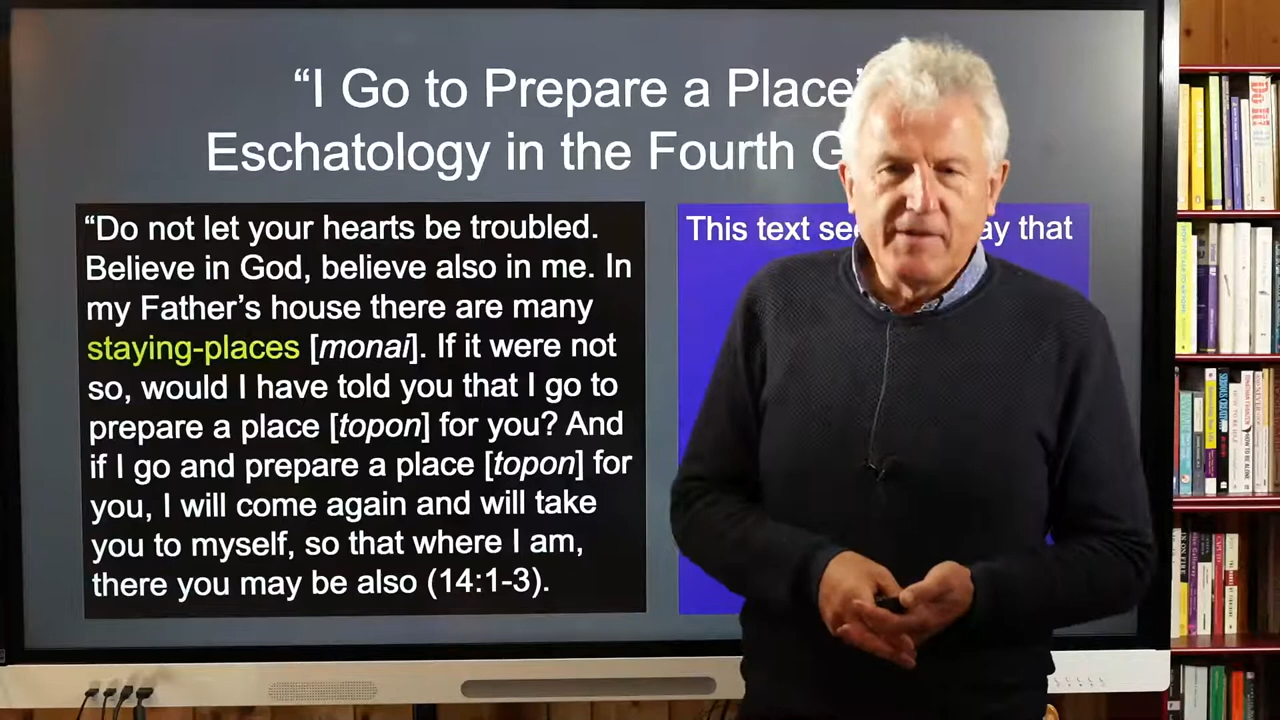 “I Go to Prepare a Place”
Eschatology in the Fourth
“Do not let your hearts be troubled.
Believe in God, believe also in me. In
my Father’s house there are many
staying-places [monai]. If it were not
so, would I have told you that I go to
prepare a place [topon] for you? And
if I go and prepare a place [topon] for
you, I will come again and will take
you to myself, so that where I am,
there you may be also (14:1-3).
This text that